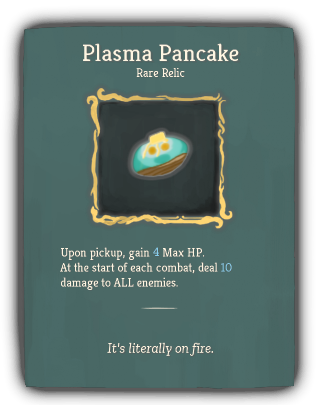 Plasma Pancake
Rare Relic
Upon pickup, gain 4 Max HP.
At the start of each combat, deal 10
damage to ALL enemies.
It's literally on fire.